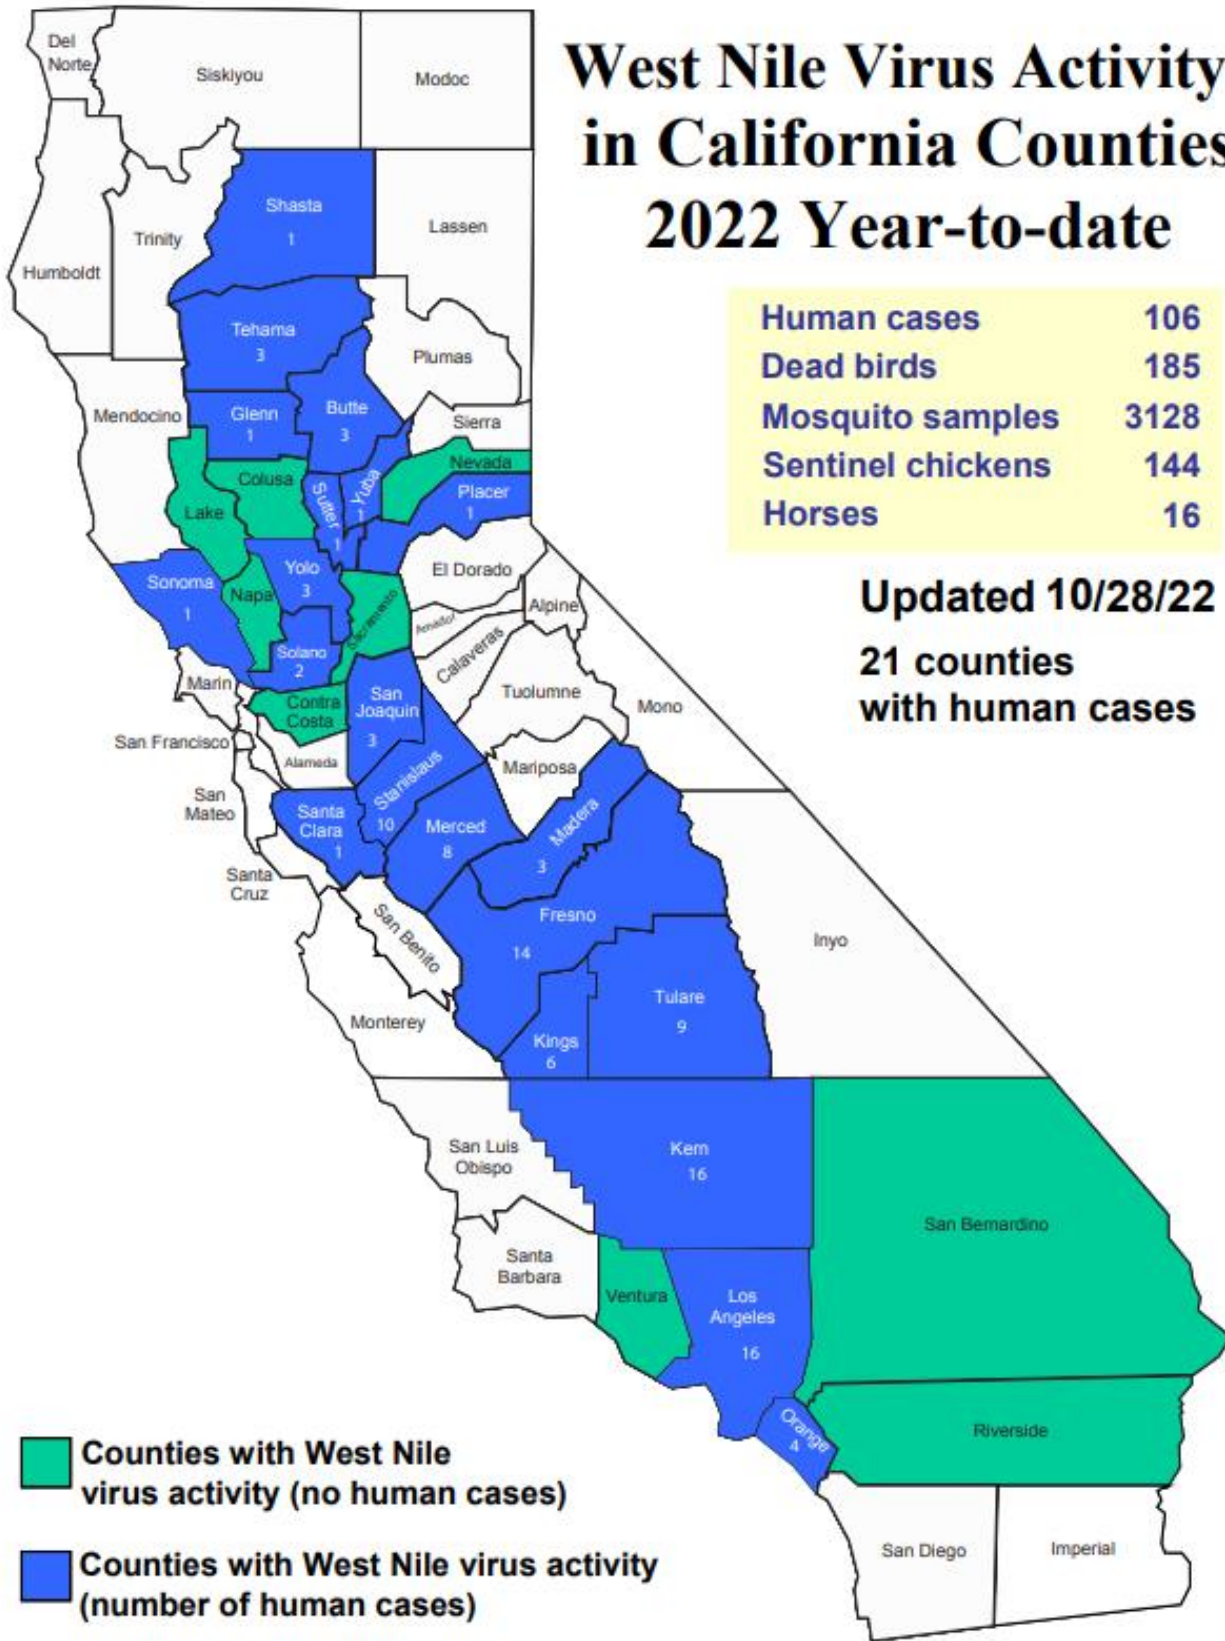 West Nile Virus Activity
in California Counties
2022 Year-to-date
Human cases 106
Dead birds 185
Mosquito samples 3128
Sentinel chickens 144
Horses 16
Updated 10/28/22
21 counties
with human cases
Del
Norte
Siskiyou
Modoc
Shasta
1
Lassen
Trinity
Humboldt
Tehama
3
Plumas
Mendocino
Glenn
1
Butte
3
Sierra
Nevada
Colusa
Lake
Sutter
1
Yuba
1
Placer
1
El Dorado
Sonoma
1
Napa
Yolo
3
Sacramento
Amador
Alpine
Solano
2
Calaveras
Marin
Contra
Costa
San
Joaquin
3
Tuolumne
Mono
San Francisco
Alameda
Mariposa
San
Mateo
Santa
Clara
1
Stanislaus
10
Merced
8
Madera
3
Santa
Cruz
San Benito
Fresno
14
Inyo
Monterey
Kings
6
Tulare
9
San Luis
Obispo
Kern
16
San Bernardino
Santa
Barbara
Ventura
Los
Angeles
16
Orange
4
Riverside
San Diego
Imperial
Counties with West Nile
virus activity (no human cases)
Counties with West Nile virus activity
(number of human cases)